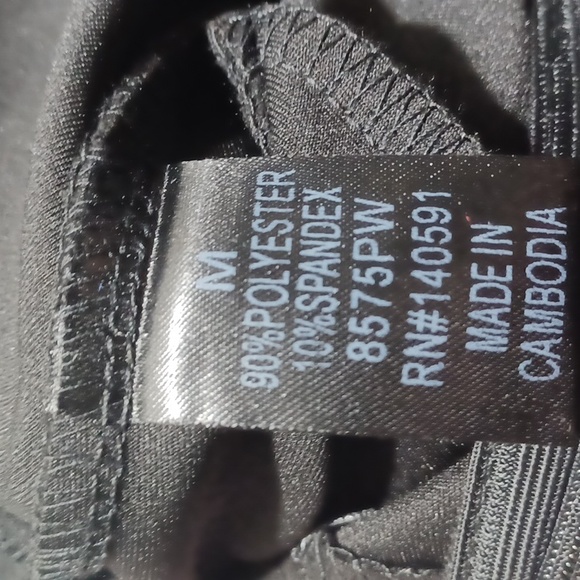 M
90%POLYESTER
10%SPANDEX
8575PW
RN#140591
MADE IN
CAMBODIA